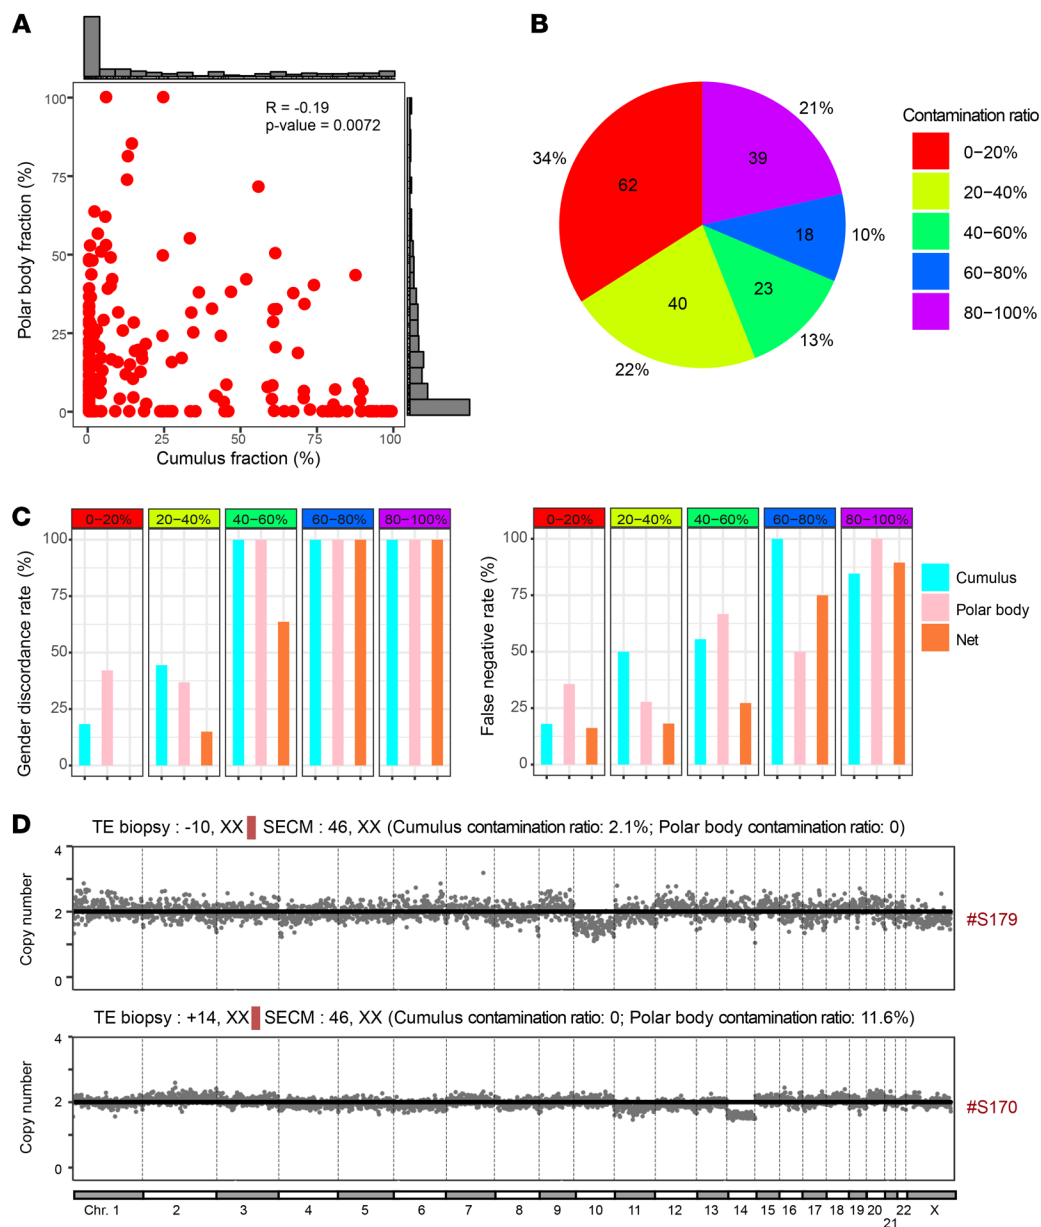 A
R = -0.19
p-value = 0.0072
Polar body fraction (%)
100
75
50
25
0
0 25 50 75 100
Cumulus fraction (%)
B
34%
62
21%
39
18
10%
23
13%
40
22%
Contamination ratio
0−20%
20−40%
40−60%
60−80%
80−100%
C
Gender discordance rate (%)
0−20% 20−40% 40−60% 60−80% 80−100%
100
75
50
25
0
False negative rate (%)
0−20% 20−40% 40−60% 60−80% 80−100%
100
75
50
25
0
Cumulus
Polar body
Net
D
TE biopsy : -10, XX SECM : 46, XX (Cumulus contamination ratio: 2.1%; Polar body contamination ratio: 0)
Copy number
4
2
0
#S179
TE biopsy : +14, XX SECM : 46, XX (Cumulus contamination ratio: 0; Polar body contamination ratio: 11.6%)
Copy number
4
2
0
#S170
Chr. 1 2 3 4 5 6 7 8 9 10 11 12 13 14 15 16 17 18 19 20 21 22 X